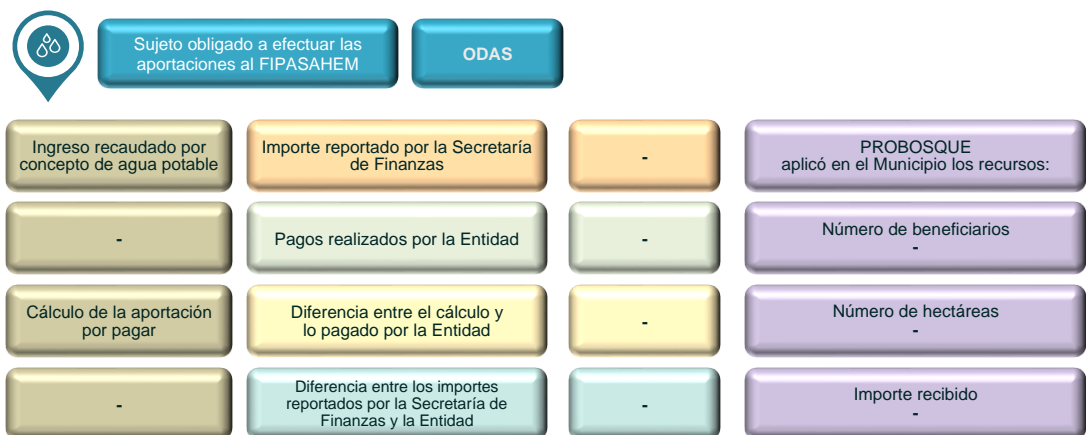 Sujeto obligado a efectuar las
aportaciones al FIPASAHEM
ODAS
Ingreso recaudado por
concepto de agua potable
Importe reportado por la Secretaría
de Finanzas
-
PROBOSQUE
aplicó en el Municipio los recursos:
-
Pagos realizados por la Entidad
-
Número de beneficiarios
-
Cálculo de la aportación
por pagar
Diferencia entre el cálculo y
lo pagado por la Entidad
-
Número de hectáreas
-
-
Diferencia entre los importes
reportados por la Secretaría de
Finanzas y la Entidad
-
Importe recibido
-